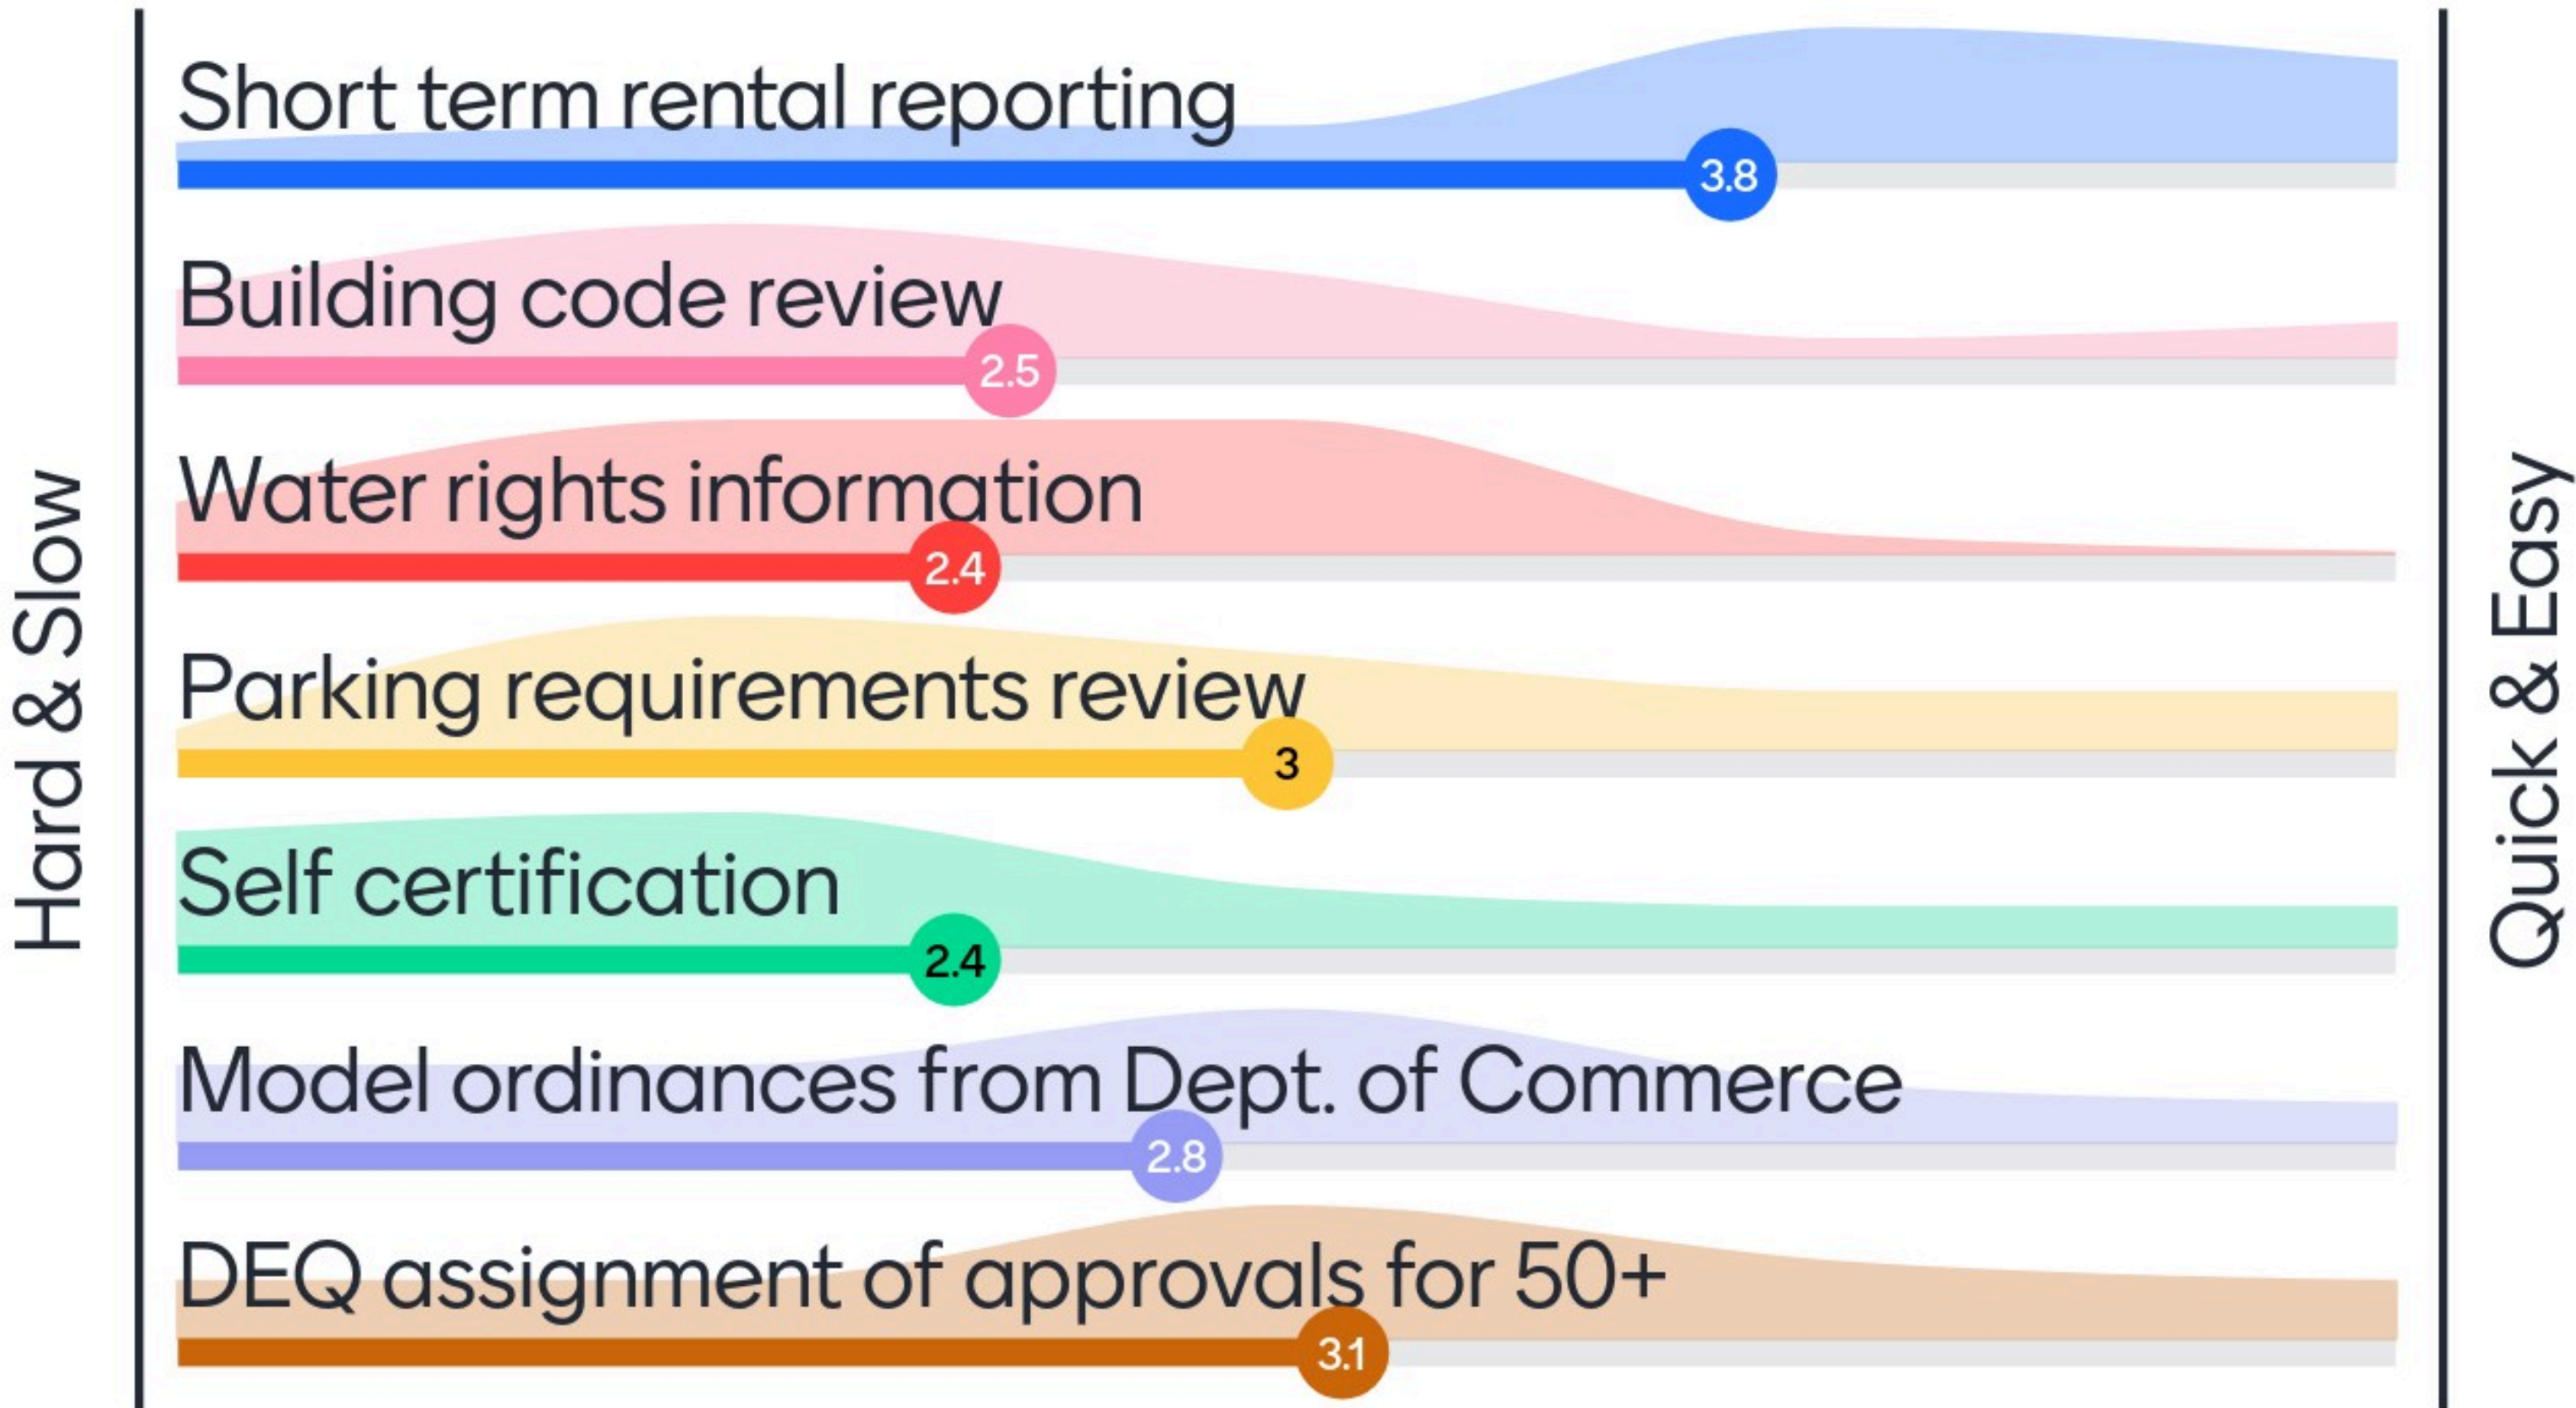 Hard & Slow
Short term rental reporting
3.8
Building code review
2.5
Water rights information
2.4
Parking requirements review
3
Self certification
2.4
Model ordinances from Dept. of Commerce
2.8
DEQ assignment of approvals for 50+
3.1
Quick & Easy